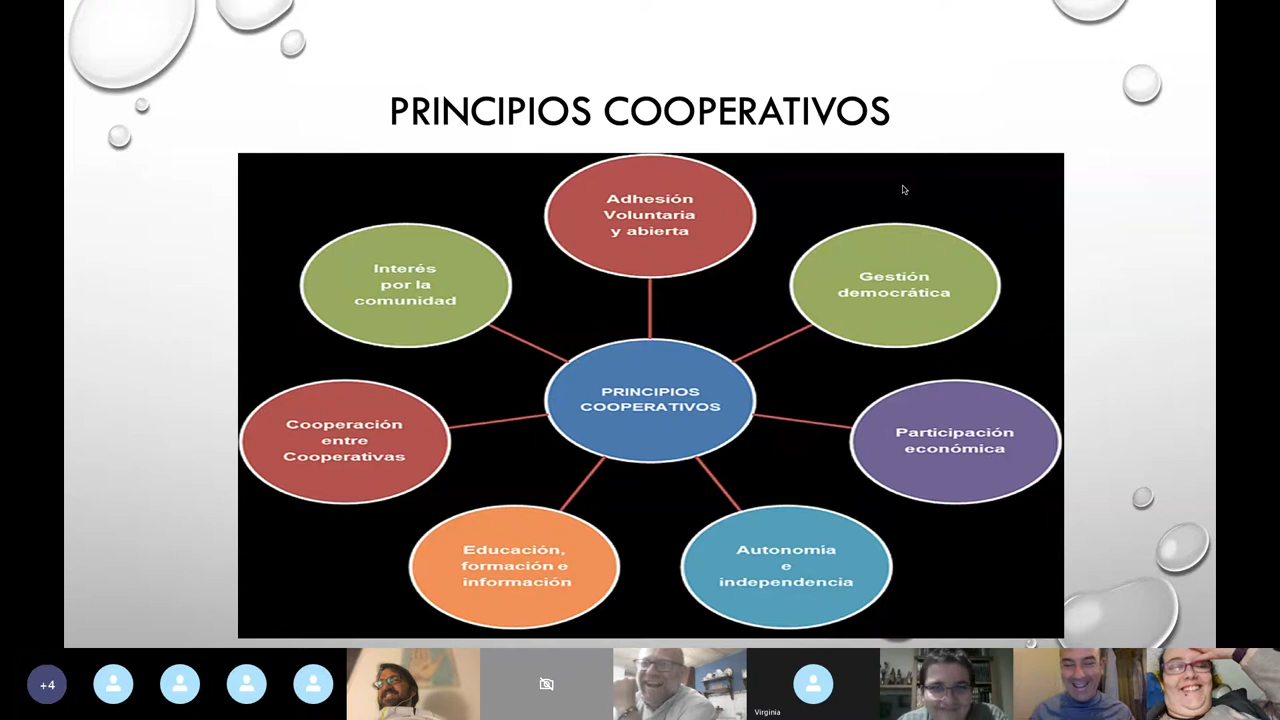 PRINCIPIOS COOPERATIVOS
Adhesión
Voluntaria
y abierta
Interés
por la
comunidad
Gestión
democrática
PRINCIPIOS
COOPERATIVOS
Cooperación
entre
Cooperativas
Participación
económica
Educación,
formación e
información
Autonomía
e
independencia
+4
Virginia